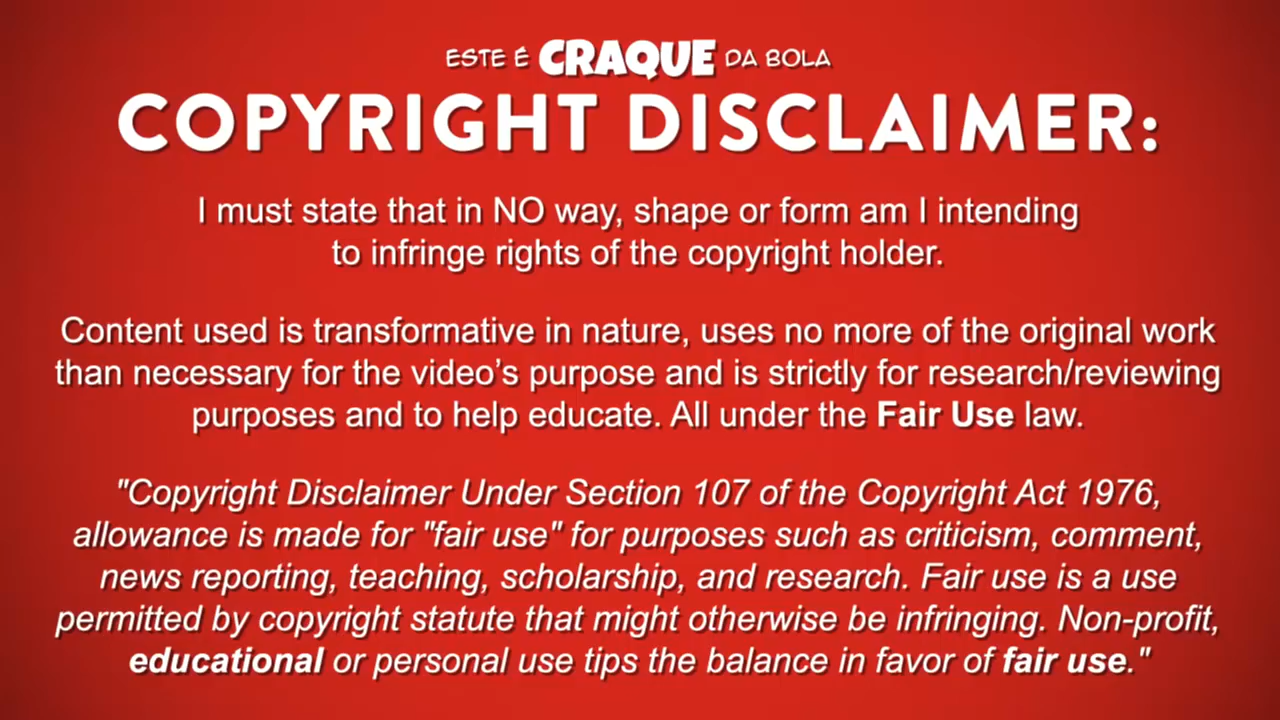 ESTE É CRAQUE DA BOLA
COPYRIGHT DISCLAIMER:
I must state that in NO way, shape or form am I intending
to infringe rights of the copyright holder.
Content used is transformative in nature, uses no more of the original work
than necessary for the video’s purpose and is strictly for research/reviewing
purposes and to help educate. All under the Fair Use law.
"Copyright Disclaimer Under Section 107 of the Copyright Act 1976,
allowance is made for "fair use" for purposes such as criticism, comment,
news reporting, teaching, scholarship, and research. Fair use is a use
permitted by copyright statute that might otherwise be infringing. Non-profit,
educational or personal use tips the balance in favor of fair use."